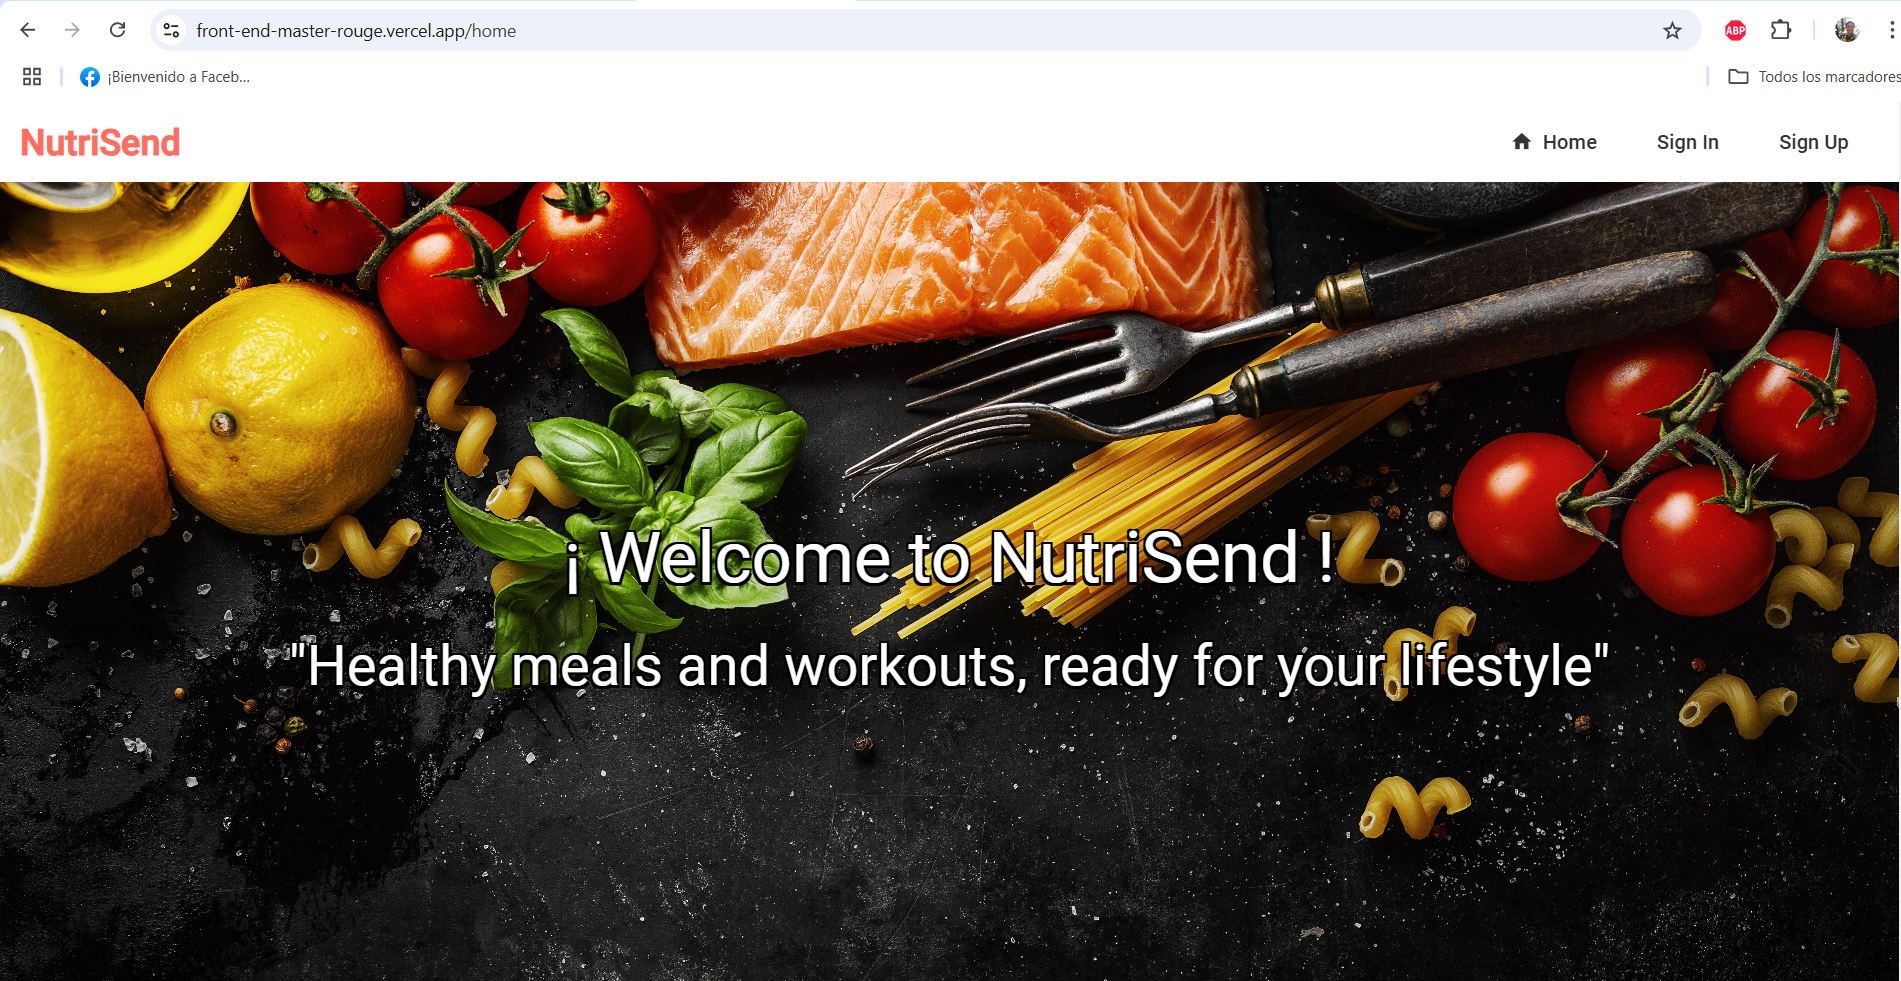 front-end-master-rouge.vercel.app/home
ABP
¡Bienvenido a Faceb...
Todos los marcadores
NutriSend
Home
Sign In
Sign Up
¡ Welcome to NutriSend !
"Healthy meals and workouts, ready for your lifestyle"